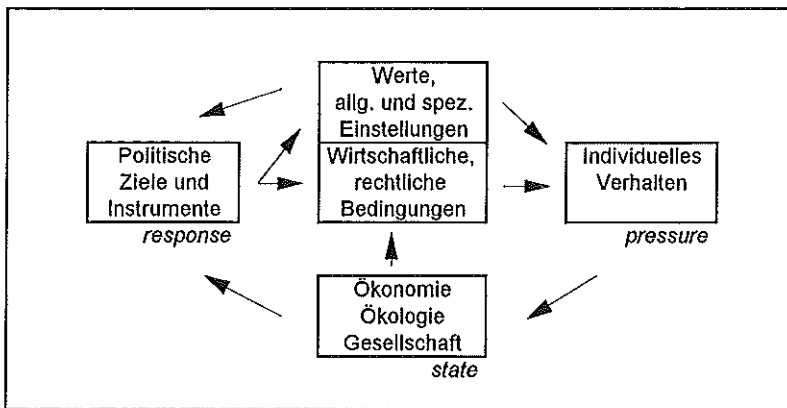 Werte,
allg. und spez.
Einstellungen
Politische
Ziele und
Instrumente
response
Wirtschaftliche,
rechtliche
Bedingungen
Individuelles
Verhalten
pressure
Ökonomie
Ökologie
Gesellschaft
state